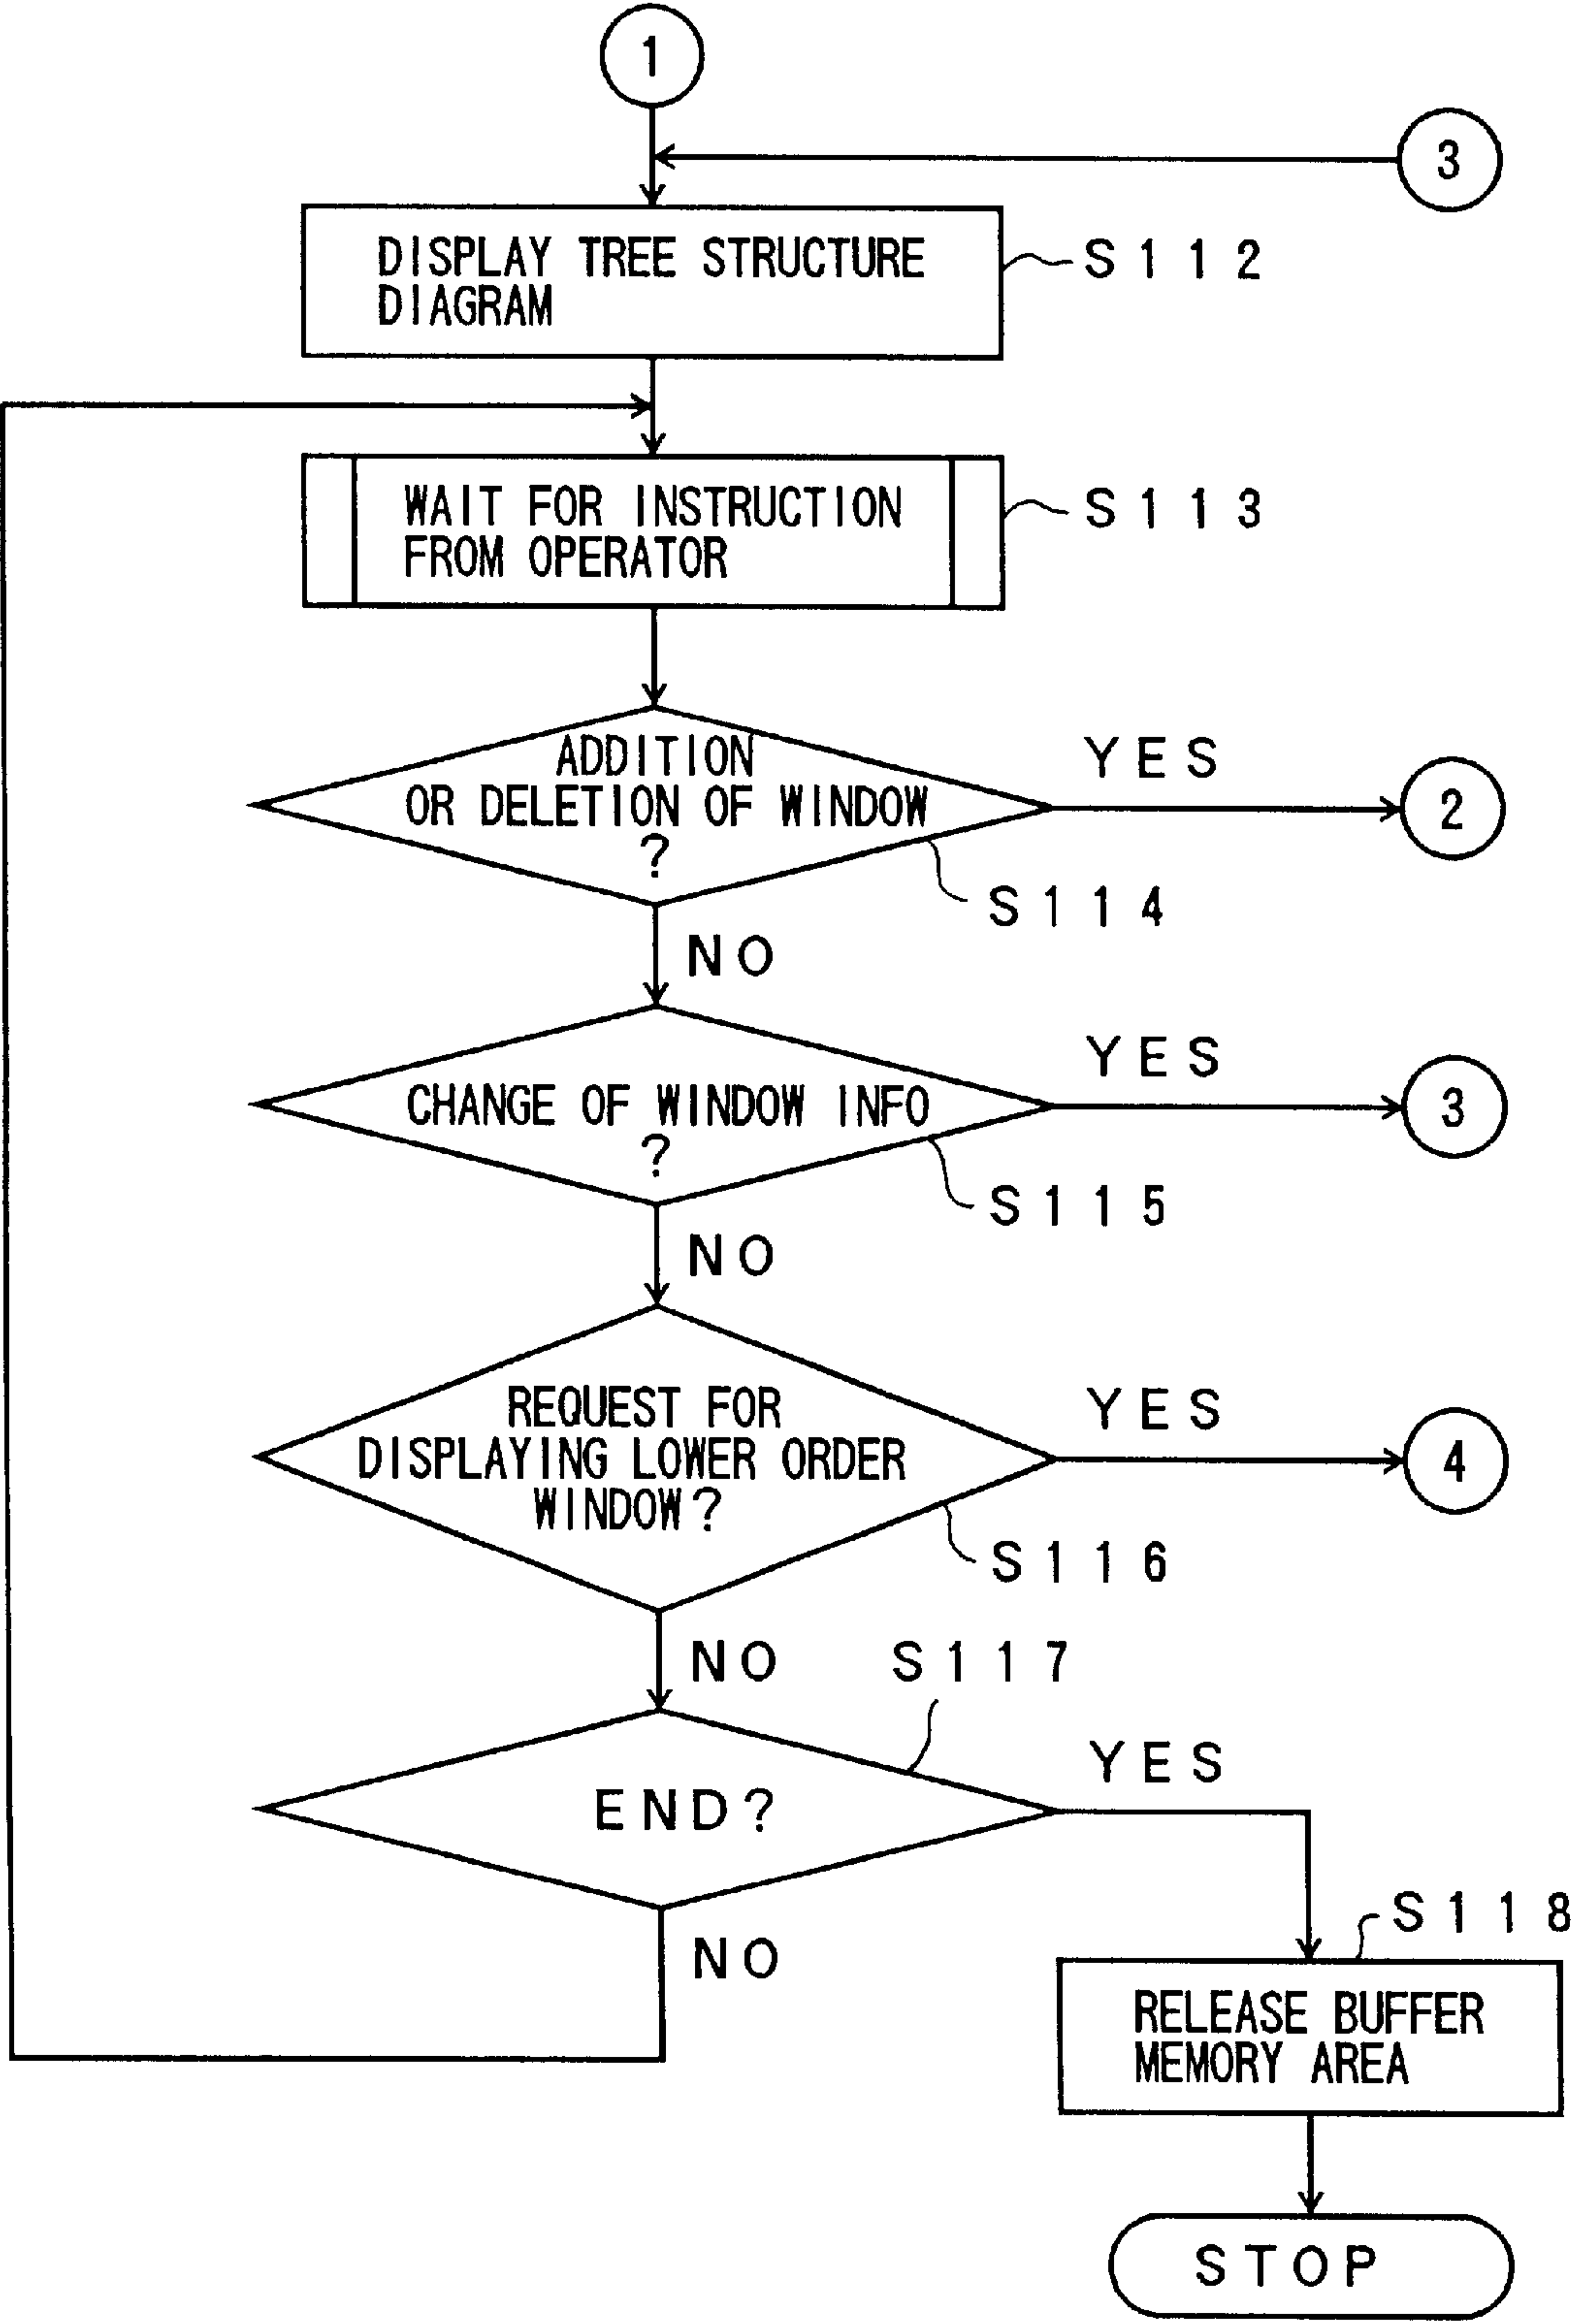 1
3
DISPLAY TREE STRUCTURE
DIAGRAM
S112
WAIT FOR INSTRUCTION
FROM OPERATOR
S113
ADDITION
OR DELETION OF WINDOW
?
YES
2
S114
NO
CHANGE OF WINDOW INFO
?
YES
3
S115
NO
REQUEST FOR
DISPLAYING LOWER ORDER
WINDOW?
YES
4
S116
NO
S117
END?
YES
NO
S118
RELEASE BUFFER
MEMORY AREA
STOP